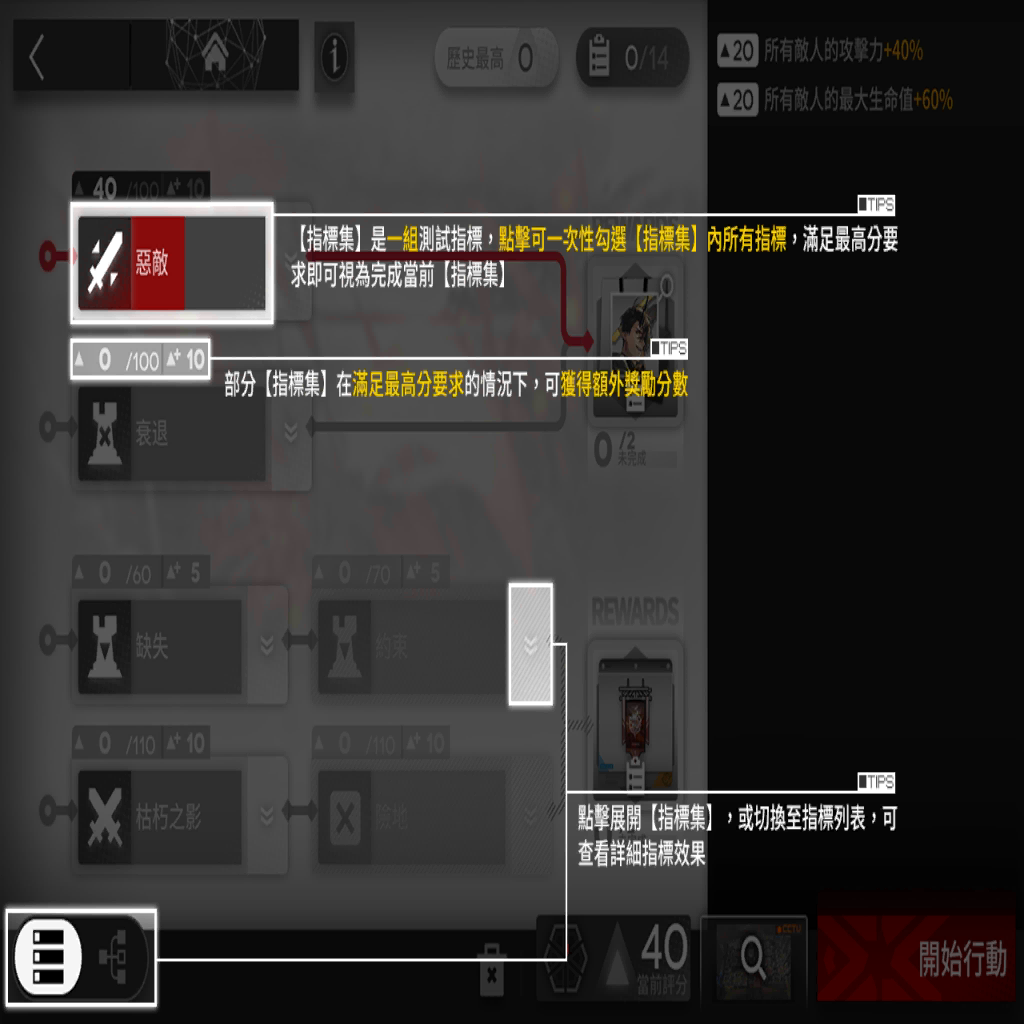 歷史最高 0
0/14
▲20 所有敵人的攻擊力+40%
▲20 所有敵人的最大生命值+60%
▲ 40 /100 ▲+ 10
REWARDS
■TIPS
【指標集】是一組測試指標，點擊可一次性勾選【指標集】內所有指標，滿足最高分要
求即可視為完成當前【指標集】
惡敵
▲ 0 /100 ▲+ 10
■TIPS
部分【指標集】在滿足最高分要求的情況下，可獲得額外獎勵分數
衰退
0 /2
未完成
▲ 0 /60 ▲+ 5
▲ 0 /70 ▲+ 5
REWARDS
缺失
約束
▲ 0 /110 ▲+ 10
▲ 0 /110 ▲+ 10
■TIPS
枯朽之影
險地
點擊展開【指標集】，或切換至指標列表，可
查看詳細指標效果
40
當前評分
CCTV
開始行動